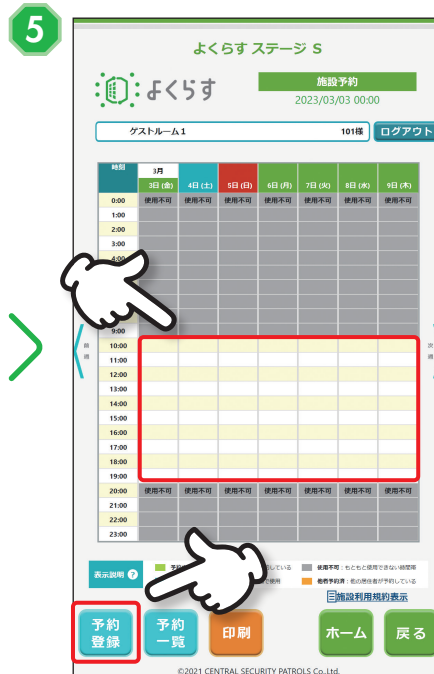 5
よくらす ステージ S
よくらす
施設予約
2023/03/03 00:00
ゲストルーム1 101様 ログアウト
時刻 3月
3日(金) 4日(土) 5日(日) 6日(月) 7日(火) 8日(水) 9日(木)
0:00 使用不可 使用不可 使用不可 使用不可 使用不可 使用不可 使用不可
1:00
2:00
3:00
4:00
9:00
前週
次週
10:00
11:00
12:00
13:00
14:00
15:00
16:00
17:00
18:00
19:00
20:00 使用不可 使用不可 使用不可 使用不可 使用不可 使用不可 使用不可
21:00
22:00
23:00
表示説明 ?
している 使用不可:もともと使用できない時間帯
で使用 他者予約済:他の居住者が予約している
施設利用規約表示
予約登録
予約一覧
印刷
ホーム
戻る
©2021 CENTRAL SECURITY PATROLS Co.,Ltd.